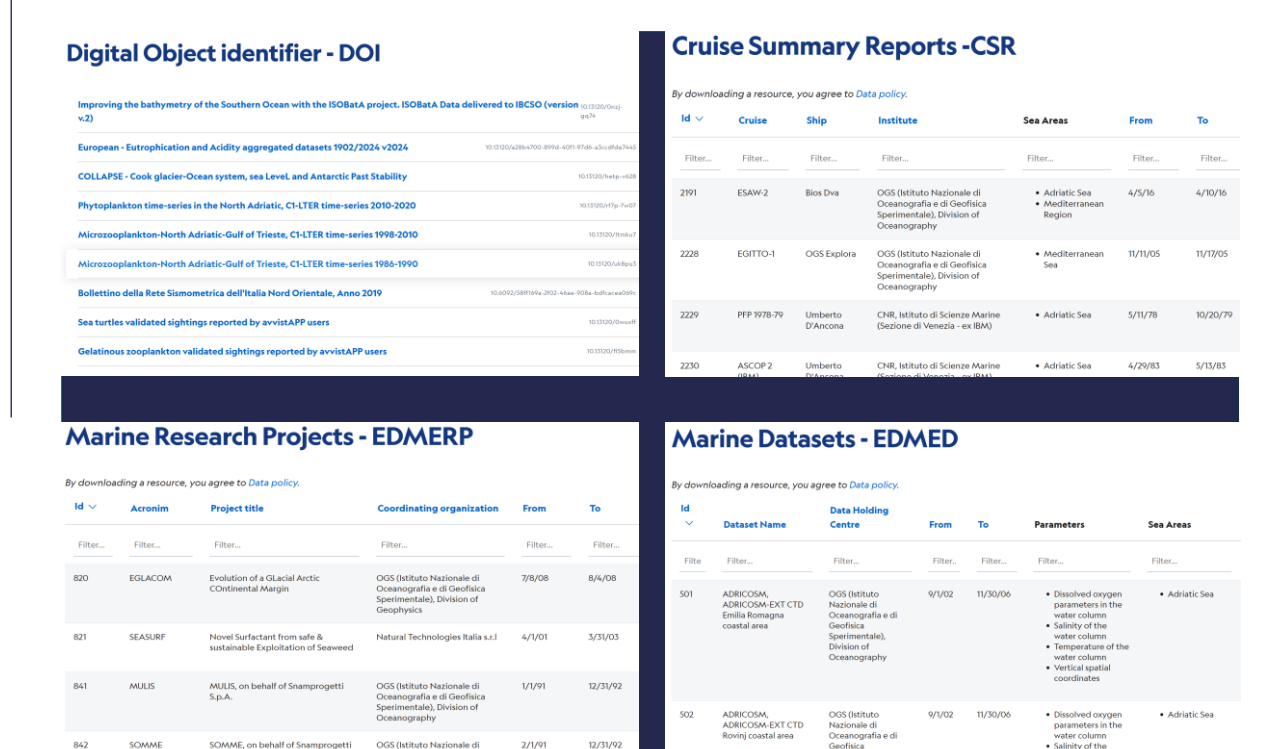 Digital Object identifier - DOI
Improving the bathymetry of the Southern Ocean with the ISOBatA project. ISOBatA Data delivered to IBCSO (version
v.2)
European - Eutrophication and Acidity aggregated datasets 1902/2024 v2024
COLLAPSE - Cook glacier-Ocean system, sea LeveL and Antarctic Past Stability
Phytoplankton time-series in the North Adriatic, C1-LTER time-series 2010-2020
Microzooplankton-North Adriatic-Gulf of Trieste, C1-LTER time-series 1998-2010
Microzooplankton-North Adriatic-Gulf of Trieste, C1-LTER time-series 1986-1990
Bollettino della Rete Sismometrica dell'Italia Nord Orientale, Anno 2019
Sea turtles validated sightings reported by avvistAPP users
Gelatinous zooplankton validated sightings reported by avvistAPP users
Cruise Summary Reports -CSR
By downloading a resource, you agree to Data policy.
Id Cruise Ship Institute Sea Areas From To
Filter... Filter... Filter... Filter... Filter... Filter... Filter...
2191 ESAW-2 Bios Dva OGS (Istituto Nazionale di • Adriatic Sea 4/5/16 4/10/16
Oceanografia e di Geofisica • Mediterranean
Sperimentale), Division of Region
Oceanography
2228 EGITTO-1 OGS Explora OGS (Istituto Nazionale di • Mediterranean 11/11/05 11/17/05
Oceanografia e di Geofisica Sea
Sperimentale), Division of
Oceanography
2229 PFP 1978-79 Umberto CNR, Istituto di Scienze Marine • Adriatic Sea 5/11/78 10/20/79
D'Ancona (Sezione di Venezia - ex IBM)
2230 ASCOP 2 Umberto CNR, Istituto di Scienze Marine • Adriatic Sea 4/29/83 5/13/83
(IBM) D'Ancona (Sezione di Venezia - ex IBM)
Marine Research Projects - EDMERP
By downloading a resource, you agree to Data policy.
Id Acronim Project title Coordinating organization From To
Filter... Filter... Filter... Filter... Filter... Filter...
820 EGLACOM Evolution of a GLacial Arctic OGS (Istituto Nazionale di 7/8/08 8/4/08
COntinental Margin Oceanografia e di Geofisica
Sperimentale), Division of
Geophysics
821 SEASURF Novel Surfactant from safe & Natural Technologies Italia s.r.l 4/1/01 3/31/03
sustainable Exploitation of Seaweed
841 MULIS MULIS, on behalf of Snamprogetti OGS (Istituto Nazionale di 1/1/91 12/31/92
S.p.A. Oceanografia e di Geofisica
Sperimentale), Division of
Oceanography
842 SOMME SOMME, on behalf of Snamprogetti OGS (Istituto Nazionale di 2/1/91 12/31/92
Marine Datasets - EDMED
By downloading a resource, you agree to Data policy.
Id Data Holding
Dataset Name Centre From To Parameters Sea Areas
Filte Filter... Filter... Filter.. Filter... Filter... Filter...
501 ADRICOSM, OGS (Istituto 9/1/02 11/30/06 • Dissolved oxygen • Adriatic Sea
ADRICOSM-EXT CTD Nazionale di parameters in the
Emilia Romagna Oceanografia e di water column
coastal area Geofisica • Salinity of the
Sperimentale), water column
Division of • Temperature of the
Oceanography water column
• Vertical spatial
coordinates
502 ADRICOSM, OGS (Istituto 9/1/02 11/30/06 • Dissolved oxygen • Adriatic Sea
ADRICOSM-EXT CTD Nazionale di parameters in the
Rovinj coastal area Oceanografia e di water column
Geofisica • Salinity of the